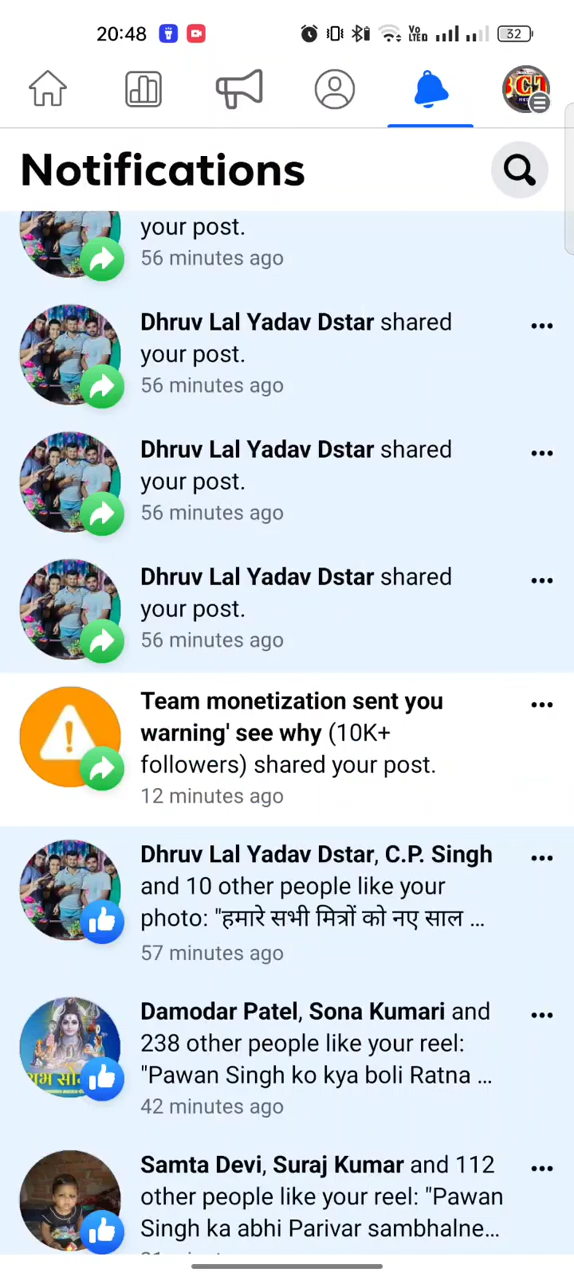 20:48
Vo
LTED
32
Notifications
your post.
56 minutes ago
Dhruv Lal Yadav Dstar shared
your post.
56 minutes ago
Dhruv Lal Yadav Dstar shared
your post.
56 minutes ago
Dhruv Lal Yadav Dstar shared
your post.
56 minutes ago
Team monetization sent you
warning' see why (10K+
followers) shared your post.
12 minutes ago
Dhruv Lal Yadav Dstar, C.P. Singh
and 10 other people like your
photo: "हमारे सभी मित्रों को नए साल ...
57 minutes ago
Damodar Patel, Sona Kumari and
238 other people like your reel:
"Pawan Singh ko kya boli Ratna ...
42 minutes ago
Samta Devi, Suraj Kumar and 112
other people like your reel: "Pawan
Singh ka abhi Parivar sambhalne...